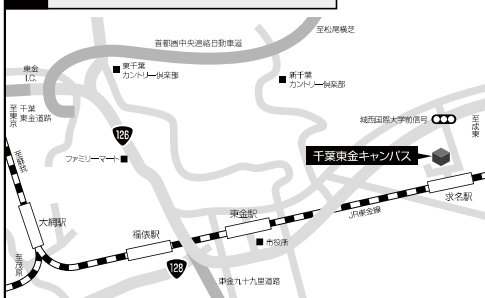 至松尾横芝
首都圏中央連絡自動車道
東金
I.C.
東千葉
カントリー倶楽部
新千葉
カントリー倶楽部
至東京
千葉
東金道路
城西国際大学前信号
至成東
126
ファミリーマート
千葉東金キャンパス
至蘇我
求名駅
大網駅
東金駅
JR東金線
福俵駅
市役所
至茂原
128
東金九十九里道路